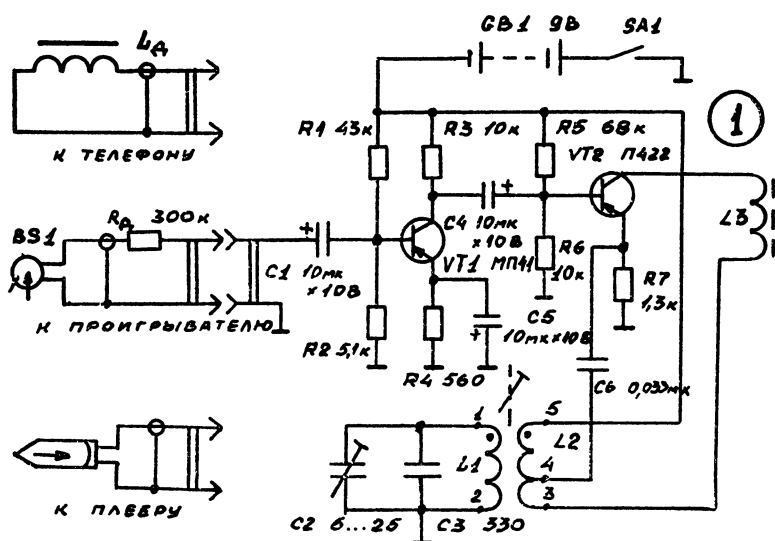 GB1 9В SA1
Lд
1
R1 43к R3 10к R5 68к
К ТЕЛЕФОНУ
VT2 П422
L3
Rд 300к
BS1
C4 10мк
×10В
R6
10к
C1 10мк
×10В
VT1 МП41
R7
1,3к
К ПРОИГРЫВАТЕЛЮ
C5
10мк×10В
R2 5,1к
R4 560
C6 0,033мк
1 5
L1 L2
4
2 3
К ПЛЕЕРУ
C2 6...25 C3 330